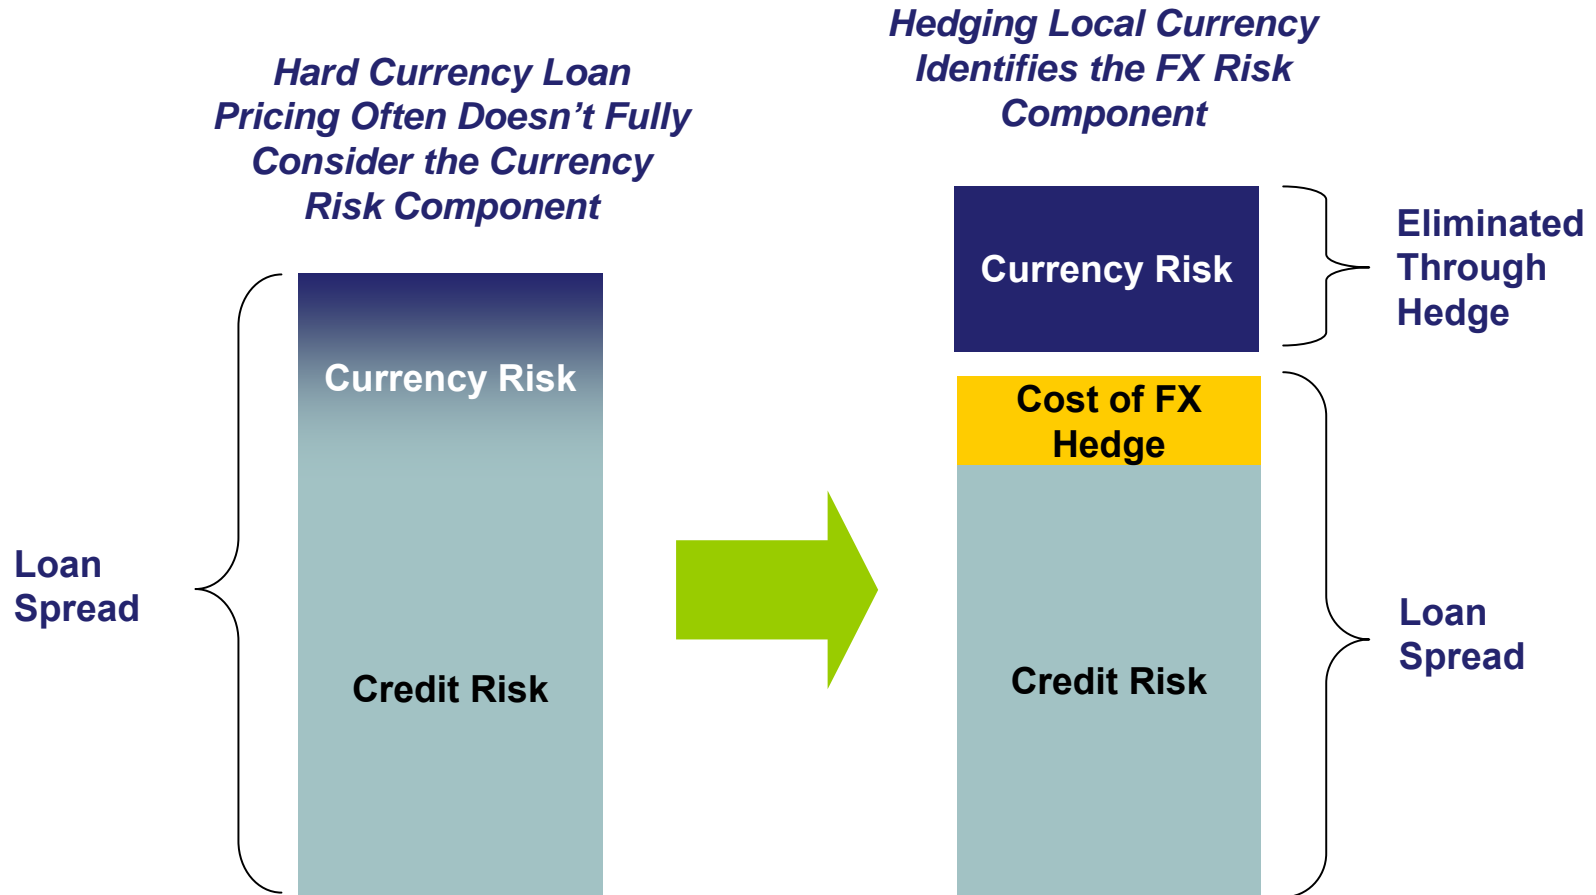 Hard Currency Loan
Pricing Often Doesn’t Fully
Consider the Currency
Risk Component
Loan
Spread
Currency Risk
Credit Risk
Hedging Local Currency
Identifies the FX Risk
Component
Currency Risk
Eliminated
Through
Hedge
Cost of FX
Hedge
Credit Risk
Loan
Spread